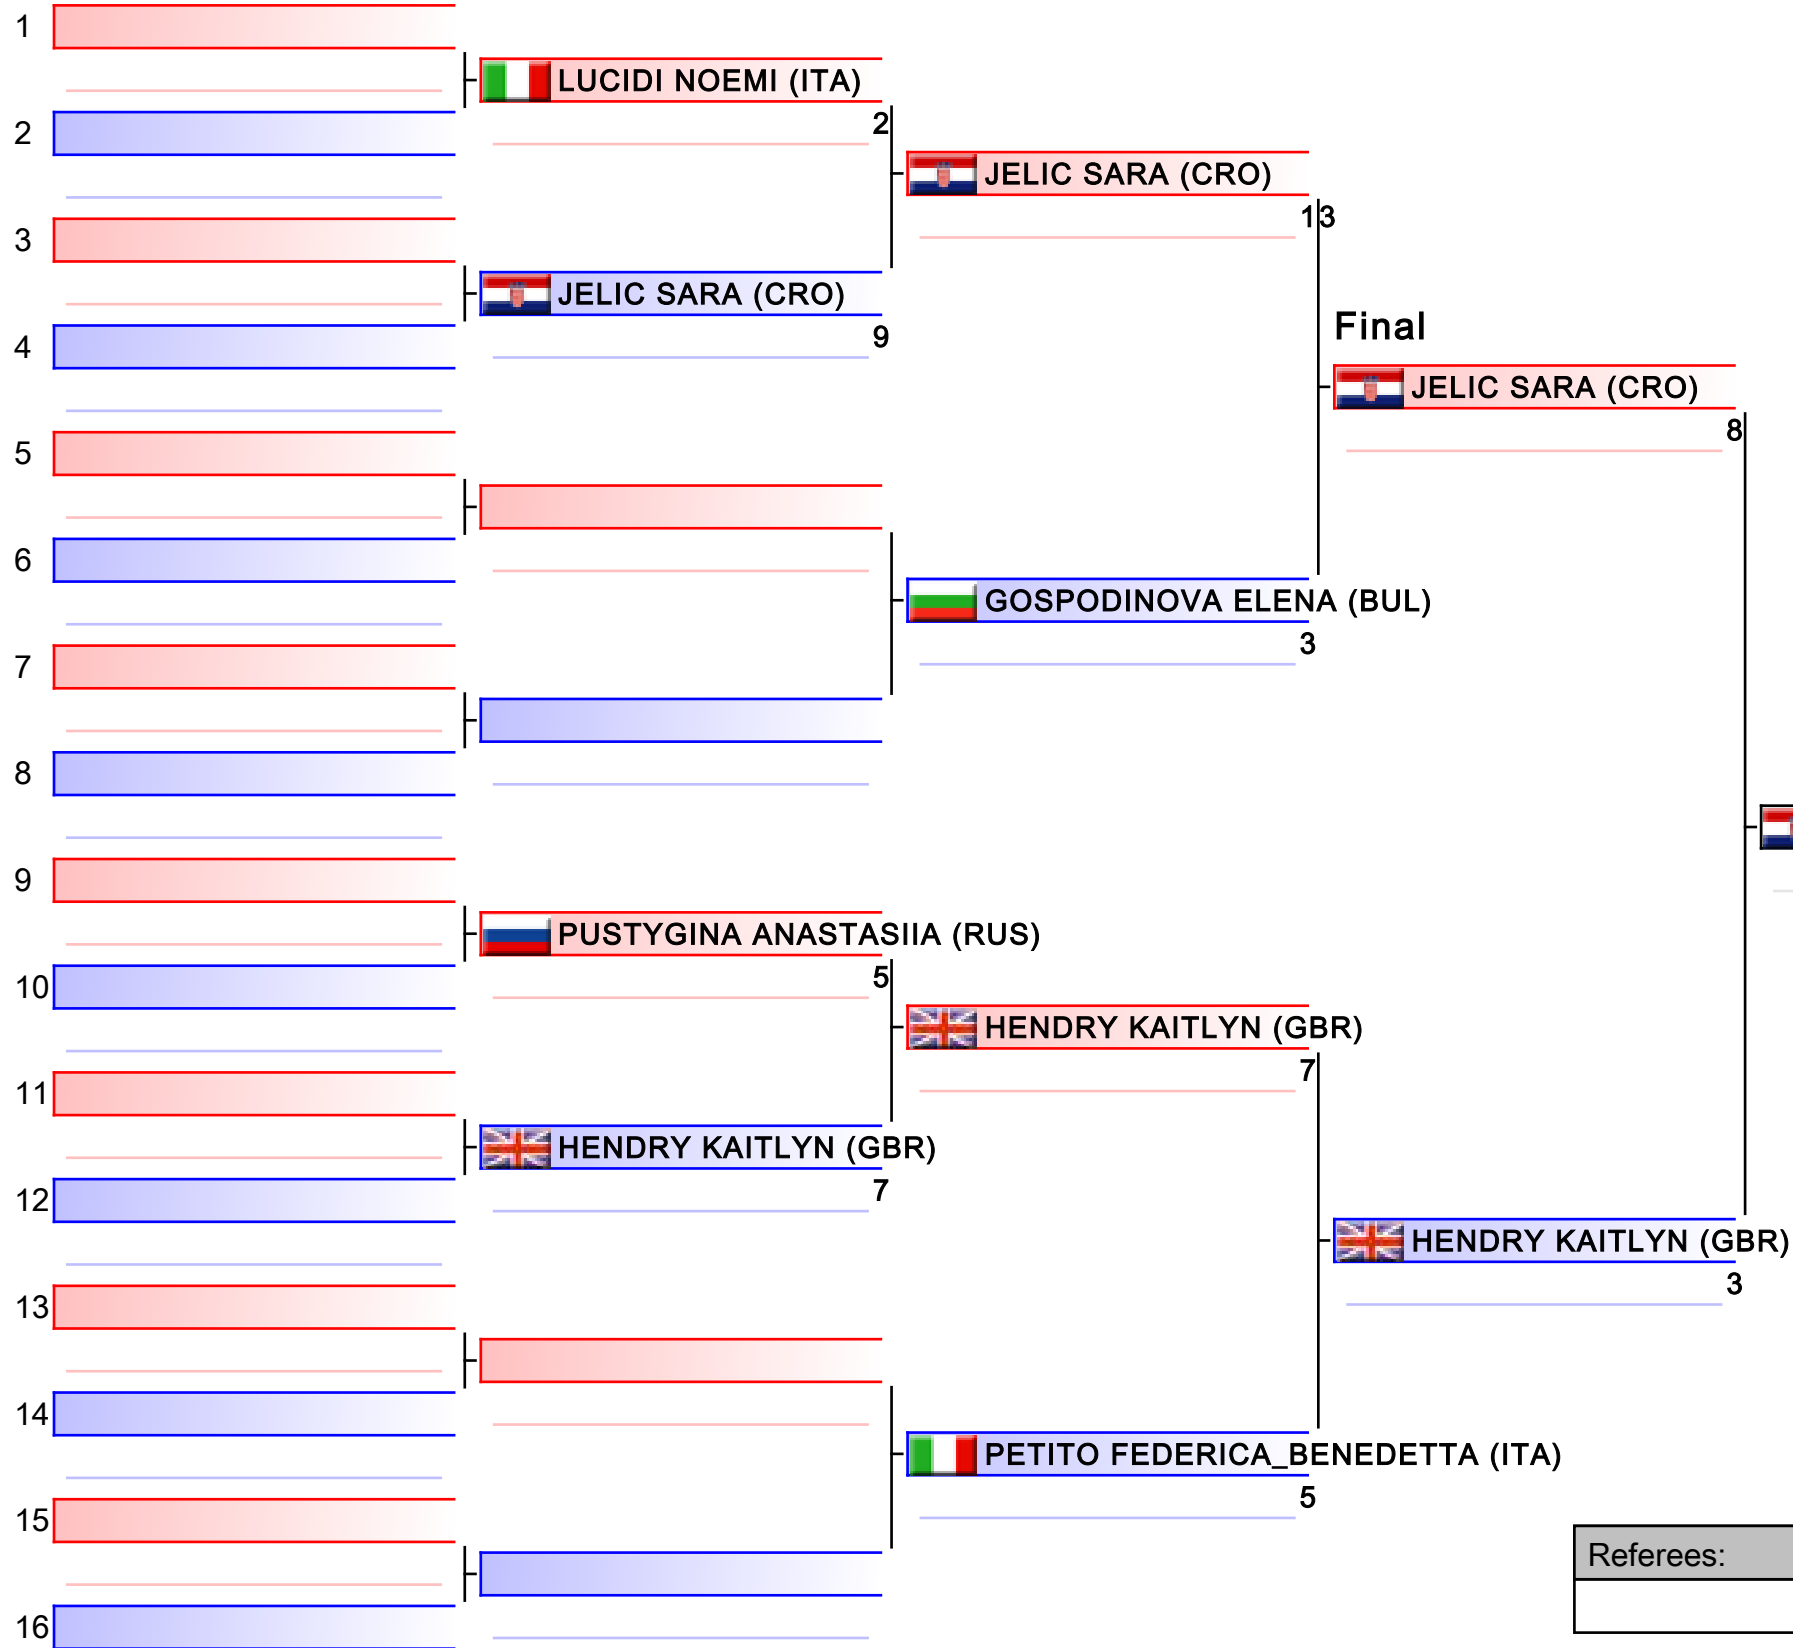 1
LUCIDI NOEMI (ITA)
2
2
JELIC SARA (CRO)
13
3
JELIC SARA (CRO)
9
4
Final
JELIC SARA (CRO)
8
5
6
GOSPODINOVA ELENA (BUL)
3
7
8
9
PUSTYGINA ANASTASIIA (RUS)
5
10
HENDRY KAITLYN (GBR)
7
11
HENDRY KAITLYN (GBR)
7
12
HENDRY KAITLYN (GBR)
3
13
14
PETITO FEDERICA_BENEDETTA (ITA)
5
15
Referees:
16